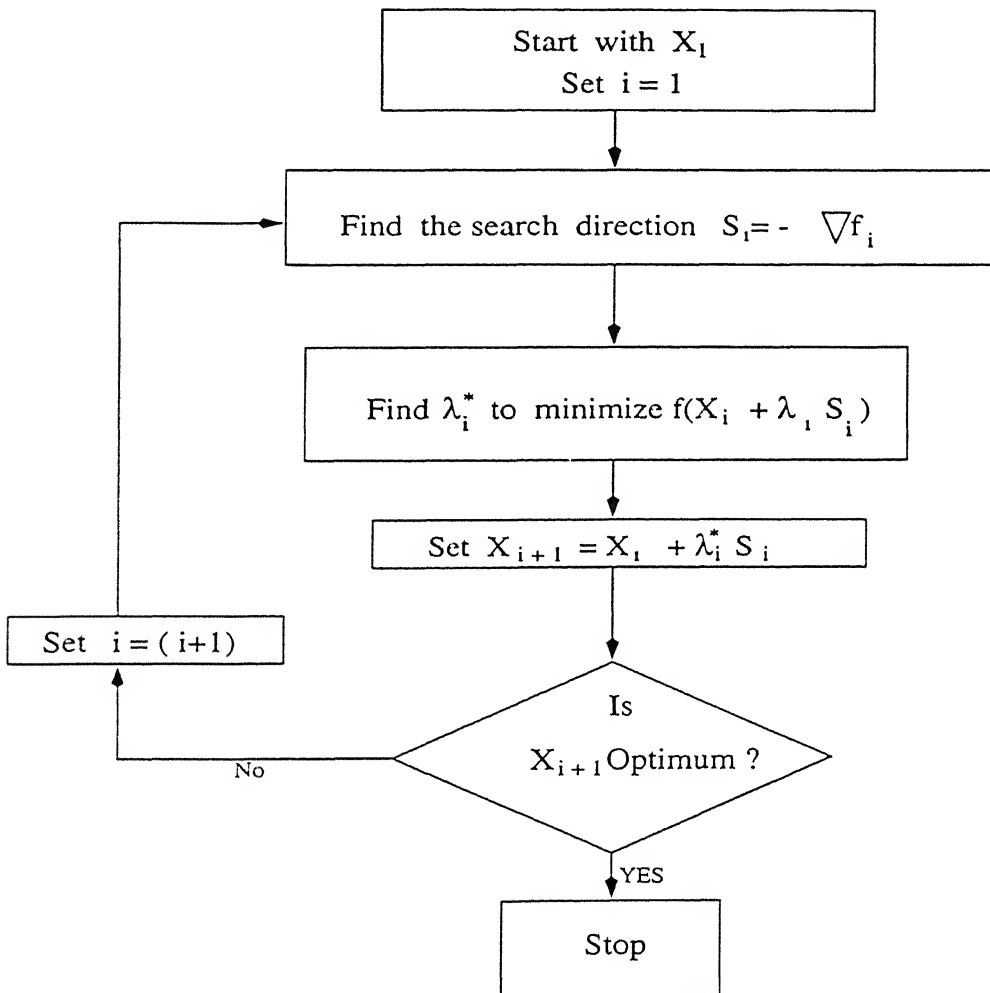 Start with X₁
Set i = 1
Find the search direction Sᵢ = - ∇fᵢ
Find λᵢ* to minimize f(Xᵢ + λᵢ Sᵢ)
Set Xᵢ₊₁ = Xᵢ + λᵢ* Sᵢ
Set i = ( i+1)
Is
Xᵢ₊₁ Optimum ?
No
YES
Stop